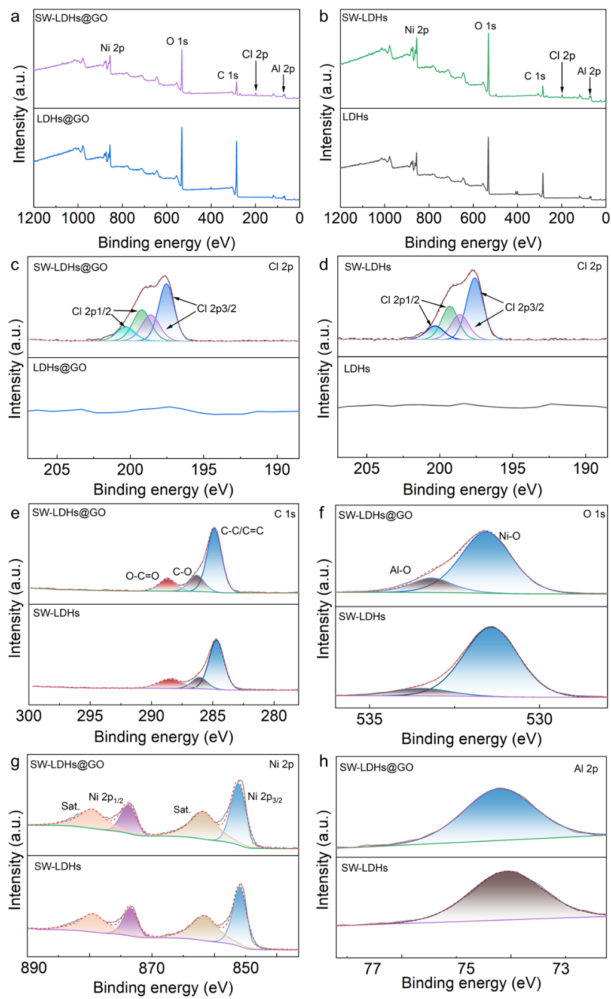 a
SW-LDHs@GO
Ni 2p
O 1s
C 1s
Cl 2p
Al 2p
LDHs@GO
Intensity (a.u.)
1200 1000 800 600 400 200 0
Binding energy (eV)
b
SW-LDHs
Ni 2p
O 1s
C 1s
Cl 2p
Al 2p
LDHs
Intensity (a.u.)
1200 1000 800 600 400 200 0
Binding energy (eV)
c
SW-LDHs@GO
Cl 2p
Cl 2p1/2
Cl 2p3/2
LDHs@GO
Intensity (a.u.)
205 200 195 190
Binding energy (eV)
d
SW-LDHs
Cl 2p
Cl 2p1/2
Cl 2p3/2
LDHs
Intensity (a.u.)
205 200 195 190
Binding energy (eV)
e
SW-LDHs@GO
C 1s
C-C/C=C
C-O
O-C=O
SW-LDHs
Intensity (a.u.)
300 295 290 285 280
Binding energy (eV)
f
SW-LDHs@GO
O 1s
Ni-O
Al-O
SW-LDHs
Intensity (a.u.)
535 530
Binding energy (eV)
g
SW-LDHs@GO
Ni 2p
Sat.
Ni 2p1/2
Sat.
Ni 2p3/2
SW-LDHs
Intensity (a.u.)
890 870 850
Binding energy (eV)
h
SW-LDHs@GO
Al 2p
SW-LDHs
Intensity (a.u.)
77 75 73
Binding energy (eV)